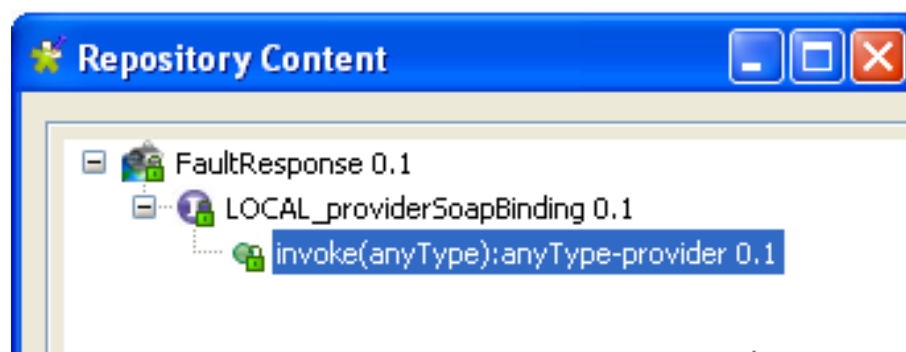 Repository Content
FaultResponse 0.1
LOCAL_providerSoapBinding 0.1
invoke(anyType):anyType-provider 0.1